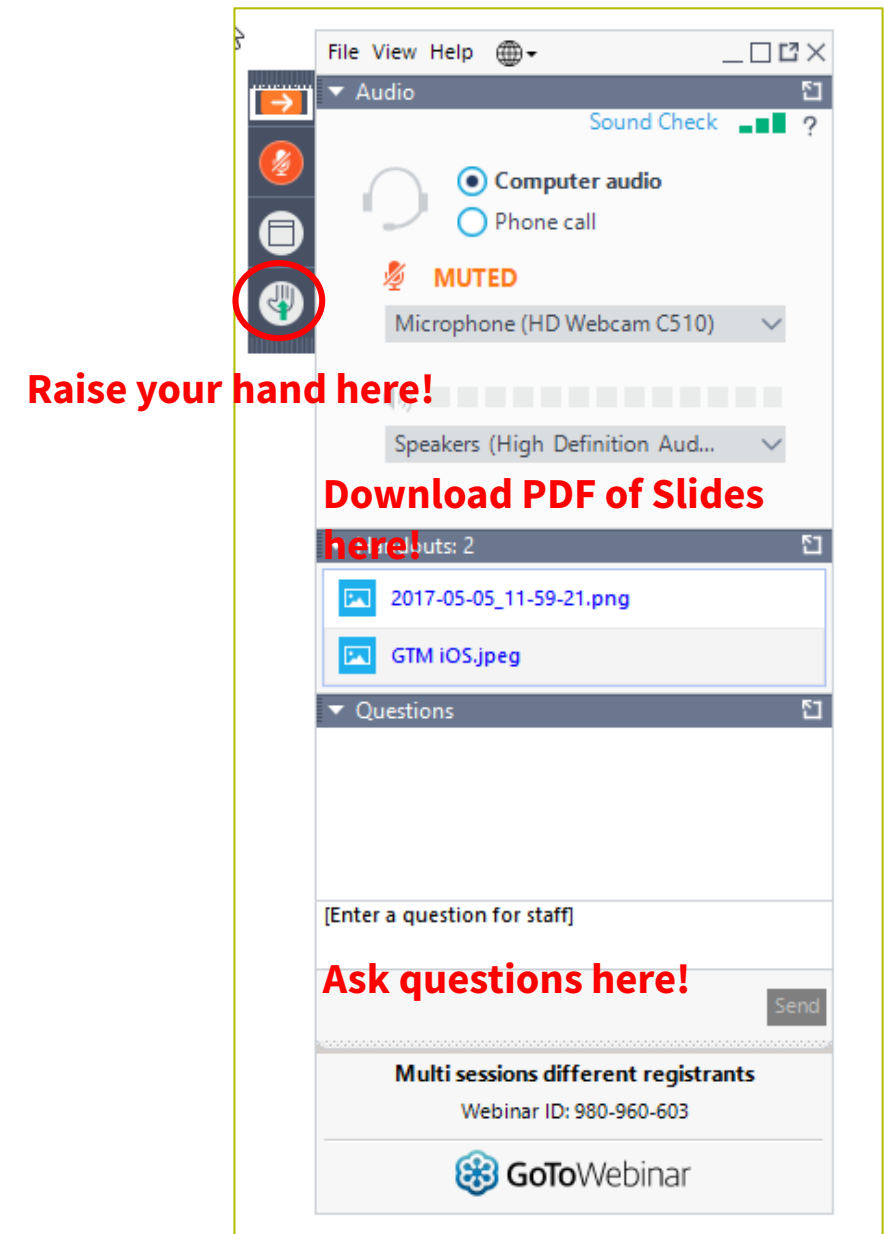 File View Help
Audio
Sound Check ?
Computer audio
Phone call
MUTED
Microphone (HD Webcam C510)
Raise your hand here!
Speakers (High Definition Aud...
Download PDF of Slides
here!
Handouts: 2
2017-05-05_11-59-21.png
GTM iOS.jpeg
Questions
[Enter a question for staff]
Ask questions here!
Send
Multi sessions different registrants
Webinar ID: 980-960-603
GoToWebinar